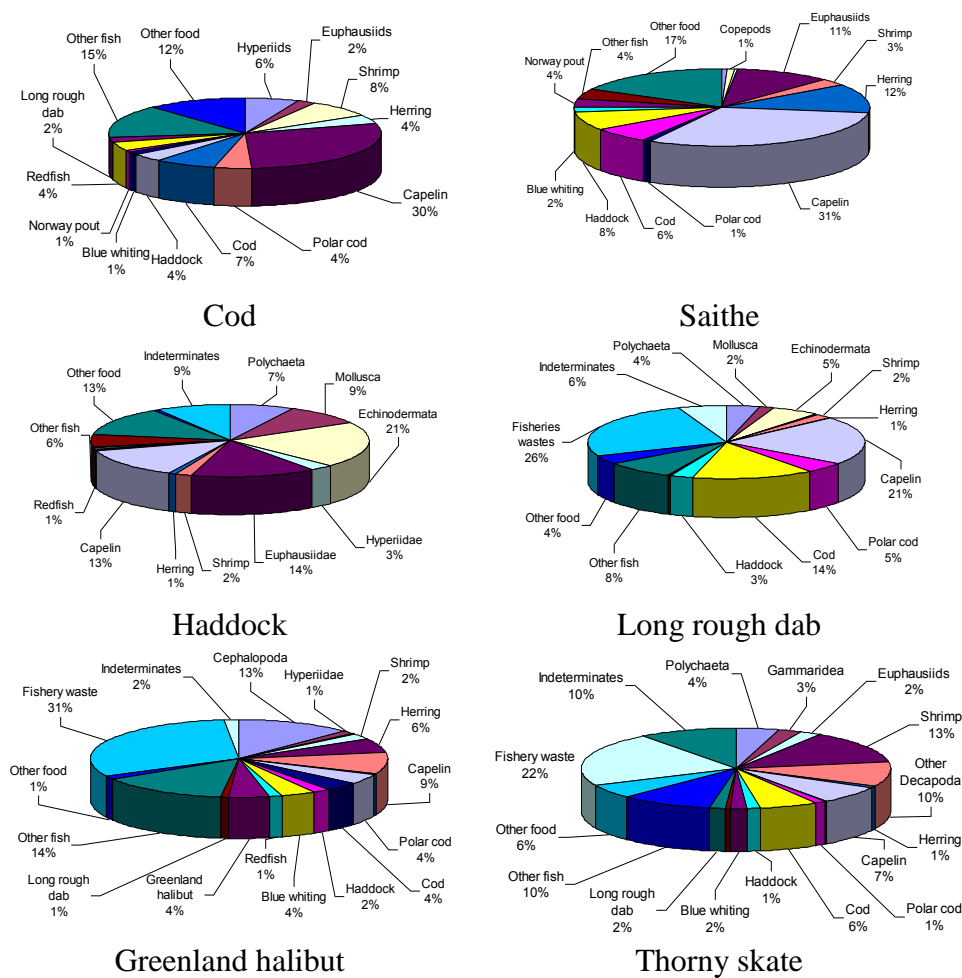 Other fish
15%
Other food
12%
Hyperiids
6%
Euphausiids
2%
Shrimp
8%
Herring
4%
Capelin
30%
Polar cod
4%
Cod
7%
Haddock
4%
Blue whiting
1%
Norway pout
1%
Redfish
4%
Long rough
dab
2%
Cod
Other food
17%
Copepods
1%
Euphausiids
11%
Shrimp
3%
Herring
12%
Capelin
31%
Polar cod
1%
Cod
6%
Haddock
8%
Blue whiting
2%
Norway pout
4%
Other fish
4%
Saithe
Indeterminates
9%
Polychaeta
7%
Mollusca
9%
Echinodermata
21%
Hyperiidae
3%
Euphausiidae
14%
Shrimp
2%
Herring
1%
Capelin
13%
Redfish
1%
Other fish
6%
Other food
13%
Haddock
Indeterminates
6%
Polychaeta
4%
Mollusca
2%
Echinodermata
5%
Shrimp
2%
Herring
1%
Capelin
21%
Polar cod
5%
Cod
14%
Haddock
3%
Other fish
8%
Other food
4%
Fisheries
wastes
26%
Long rough dab
Indeterminates
2%
Cephalopoda
13%
Hyperiidae
1%
Shrimp
2%
Herring
6%
Capelin
9%
Polar cod
4%
Cod
4%
Haddock
2%
Blue whiting
4%
Redfish
1%
Greenland
halibut
4%
Long rough
dab
1%
Other fish
14%
Other food
1%
Fishery waste
31%
Greenland halibut
Indeterminates
10%
Polychaeta
4%
Gammaridea
3%
Euphausiids
2%
Shrimp
13%
Other
Decapoda
10%
Herring
1%
Capelin
7%
Polar cod
1%
Cod
6%
Haddock
1%
Blue whiting
2%
Long rough
dab
2%
Other fish
10%
Other food
6%
Fishery waste
22%
Thorny skate